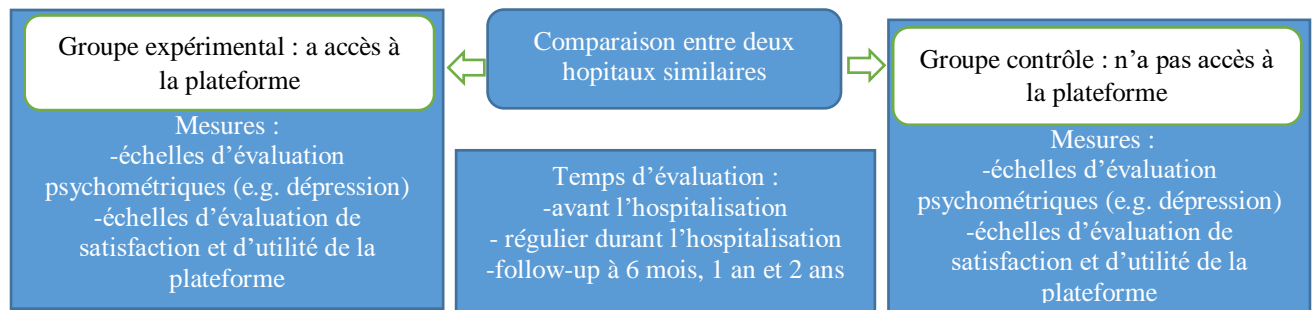 Groupe expérimental : a accès à
la plateforme
Mesures :
-échelles d'évaluation
psychométriques (e.g. dépression)
-échelles d'évaluation de
satisfaction et d'utilité de la
plateforme
Comparaison entre deux
hopitaux similaires
Temps d'évaluation :
-avant l'hospitalisation
- régulier durant l'hospitalisation
-follow-up à 6 mois, 1 an et 2 ans
Groupe contrôle : n'a pas accès à
la plateforme
Mesures :
-échelles d'évaluation
psychométriques (e.g. dépression)
-échelles d'évaluation de
satisfaction et d'utilité de la
plateforme